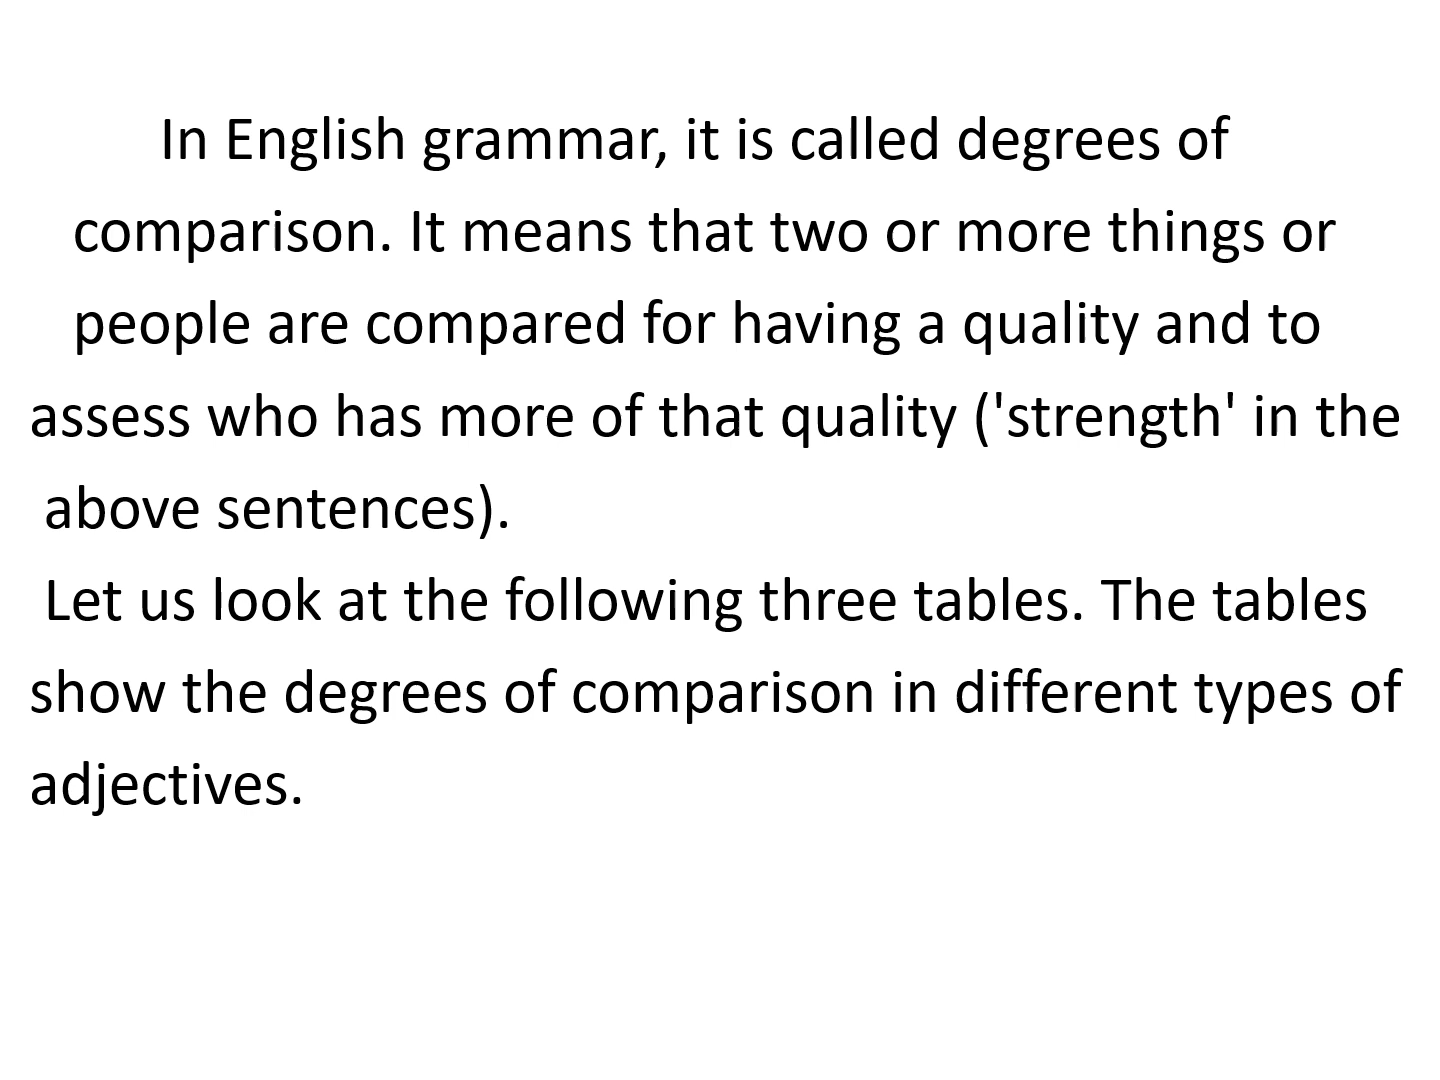 In English grammar, it is called degrees of
comparison. It means that two or more things or
people are compared for having a quality and to
assess who has more of that quality ('strength' in the
above sentences).
Let us look at the following three tables. The tables
show the degrees of comparison in different types of
adjectives.